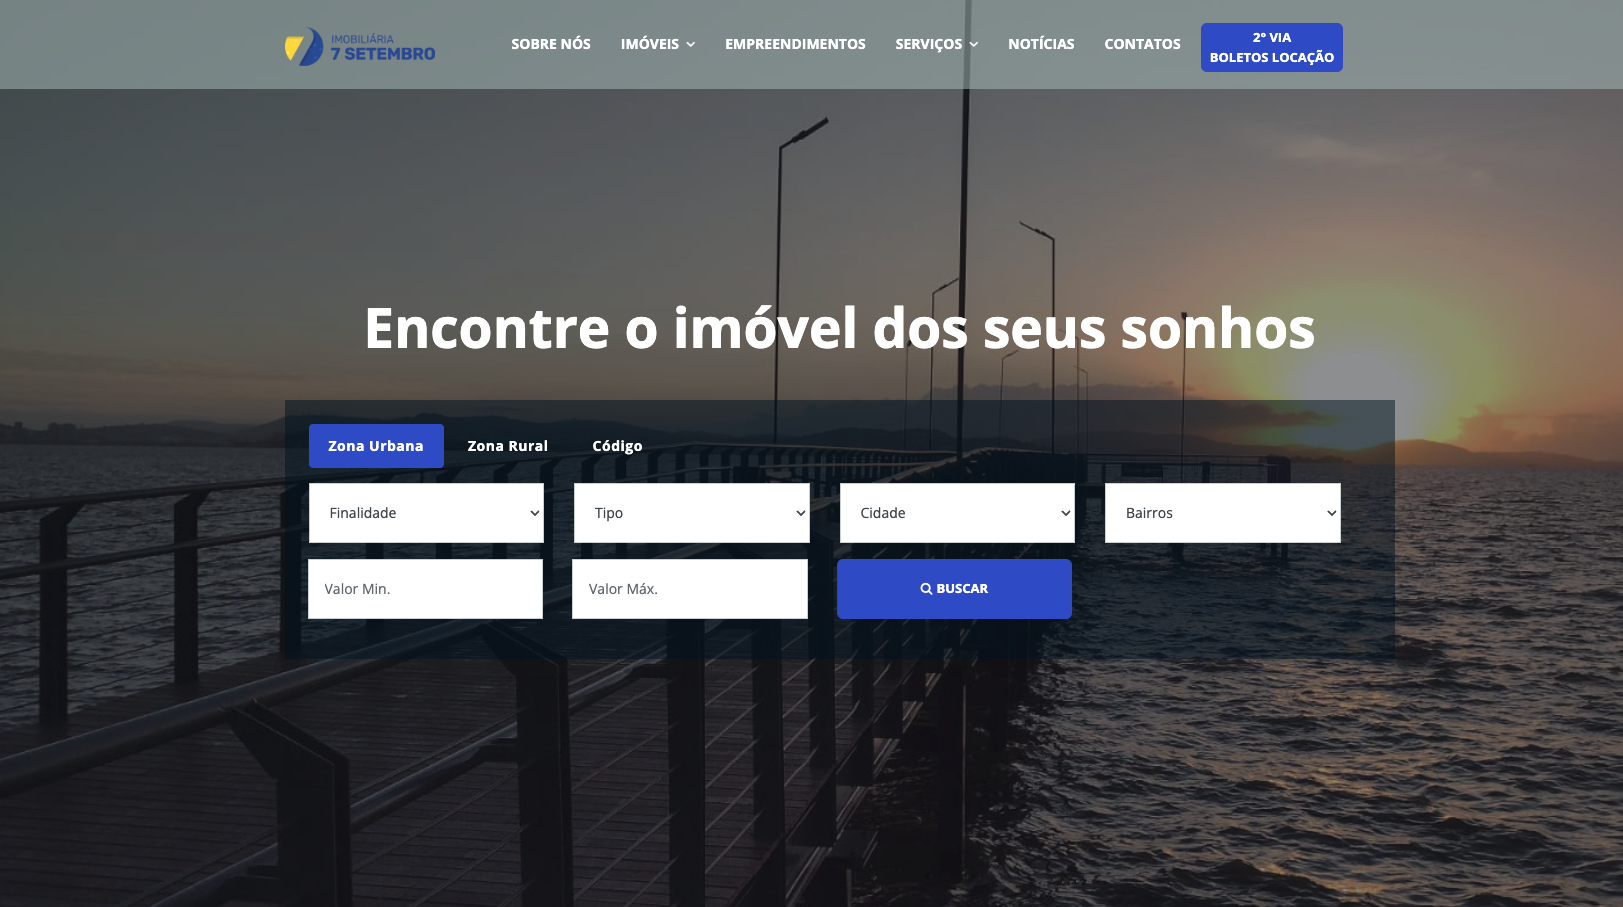 IMOBILIÁRIA
7 SETEMBRO
SOBRE NÓS
IMÓVEIS
EMPREENDIMENTOS
SERVIÇOS
NOTÍCIAS
CONTATOS
2º VIA
BOLETOS LOCAÇÃO
Encontre o imóvel dos seus sonhos
Zona Urbana
Zona Rural
Código
Finalidade
Tipo
Cidade
Bairros
Valor Min.
Valor Máx.
BUSCAR